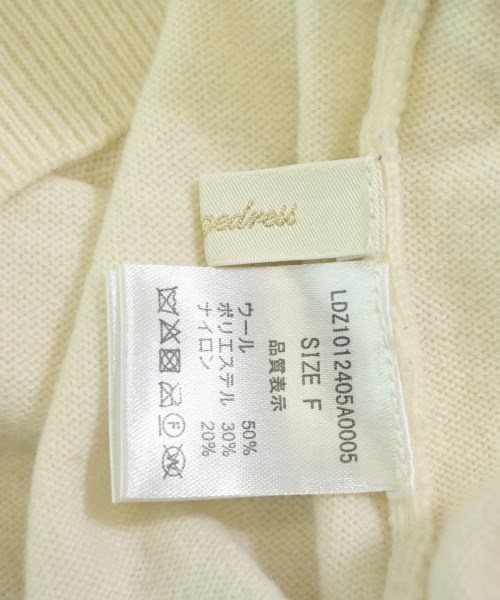 gedress
LDZ1012405A0005
SIZE F
品質表示
ウール 50%
ポリエステル 30%
ナイロン 20%
F
W